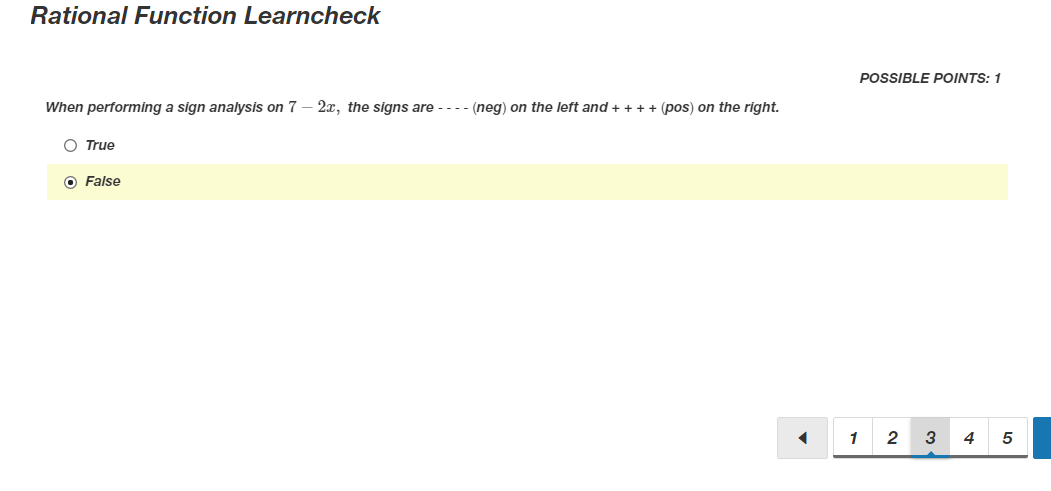 Rational Function Learncheck
POSSIBLE POINTS: 1
When performing a sign analysis on 7 − 2x, the signs are - - - - (neg) on the left and + + + + (pos) on the right.
True
False
1 2 3 4 5